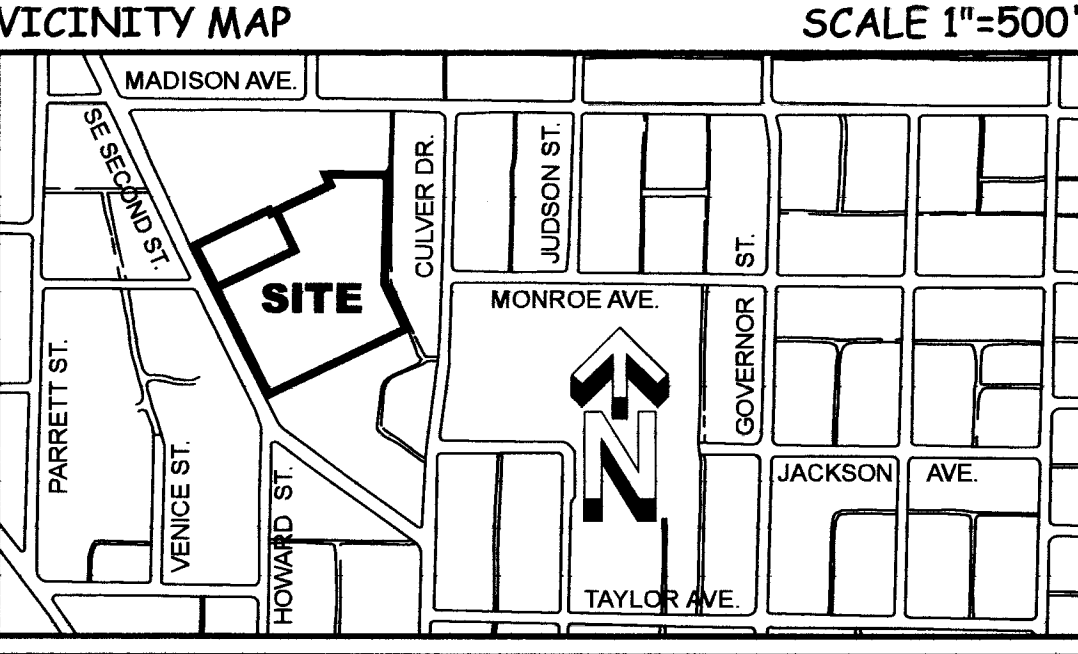 VICINITY MAP
SCALE 1"=500'
MADISON AVE.
SE SECOND ST.
CULVER DR.
JUDSON ST.
ST.
GOVERNOR
SITE
MONROE AVE.
PARRETT ST.
VENICE ST.
HOWARD ST.
N
JACKSON AVE.
TAYLOR AVE.